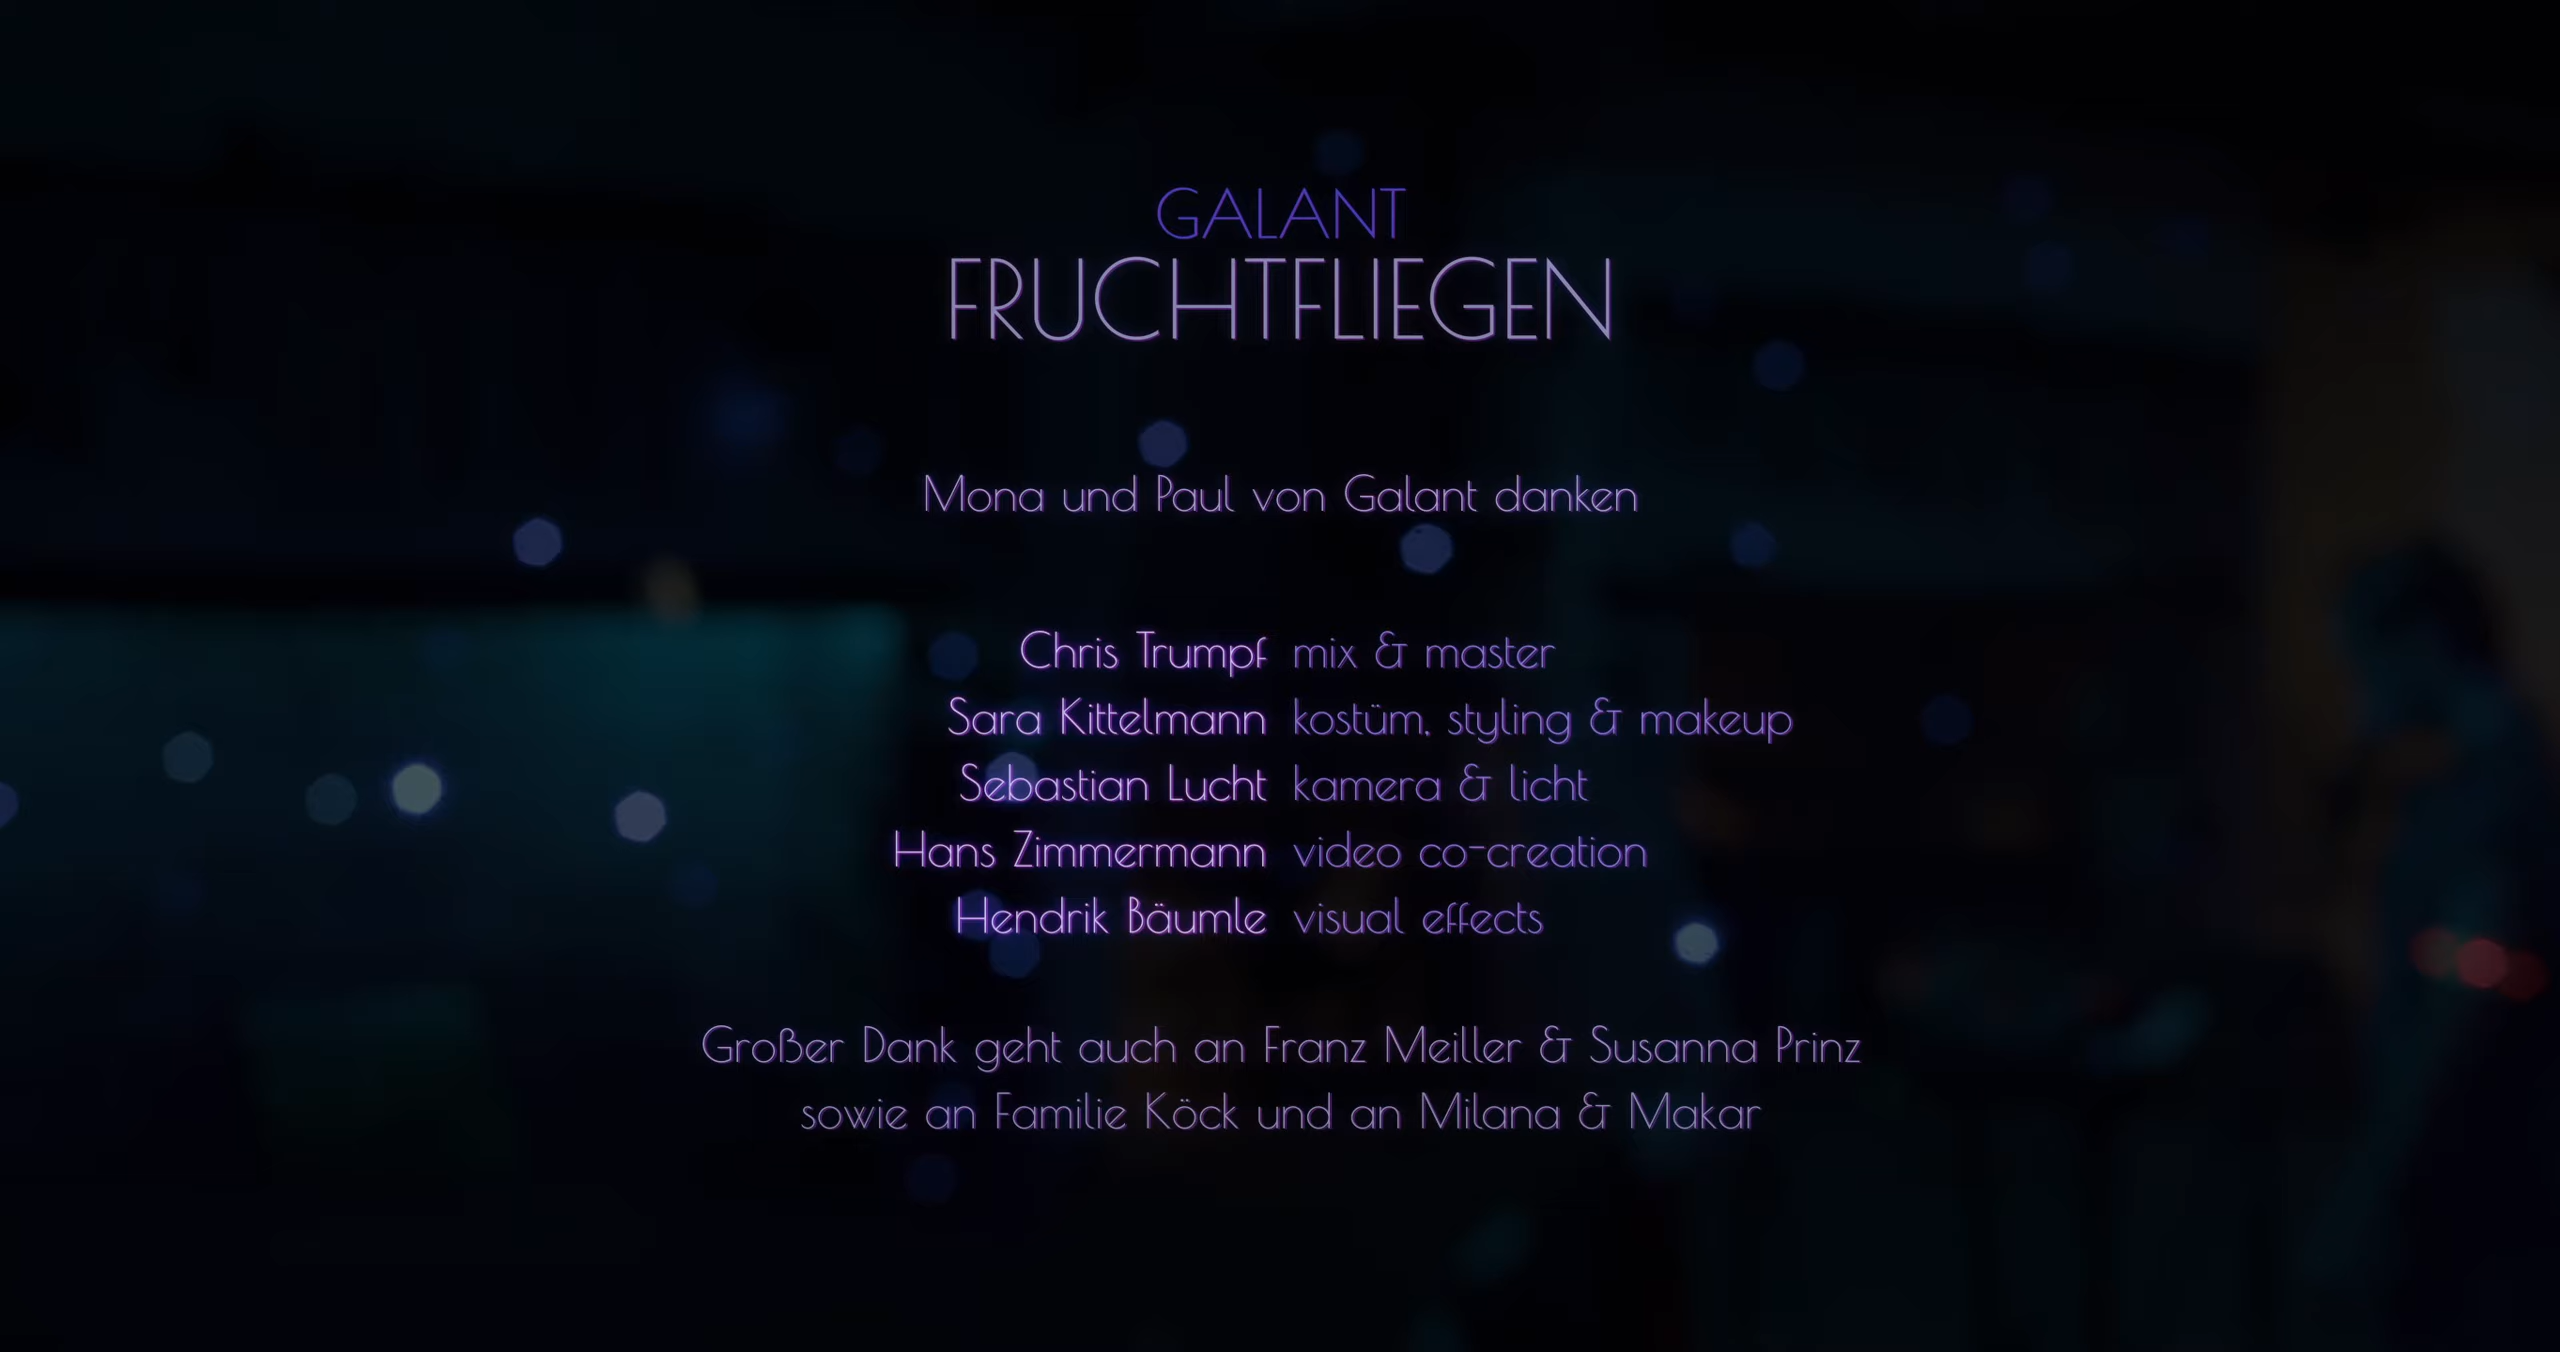 GALANT
FRUCHTFLIEGEN
Mona und Paul von Galant danken
Chris Trumpf mix & master
Sara Kittelmann kostüm, styling & makeup
Sebastian Lucht kamera & licht
Hans Zimmermann video co-creation
Hendrik Bäumle visual effects
Großer Dank geht auch an Franz Meiller & Susanna Prinz
sowie an Familie Köck und an Milana & Makar